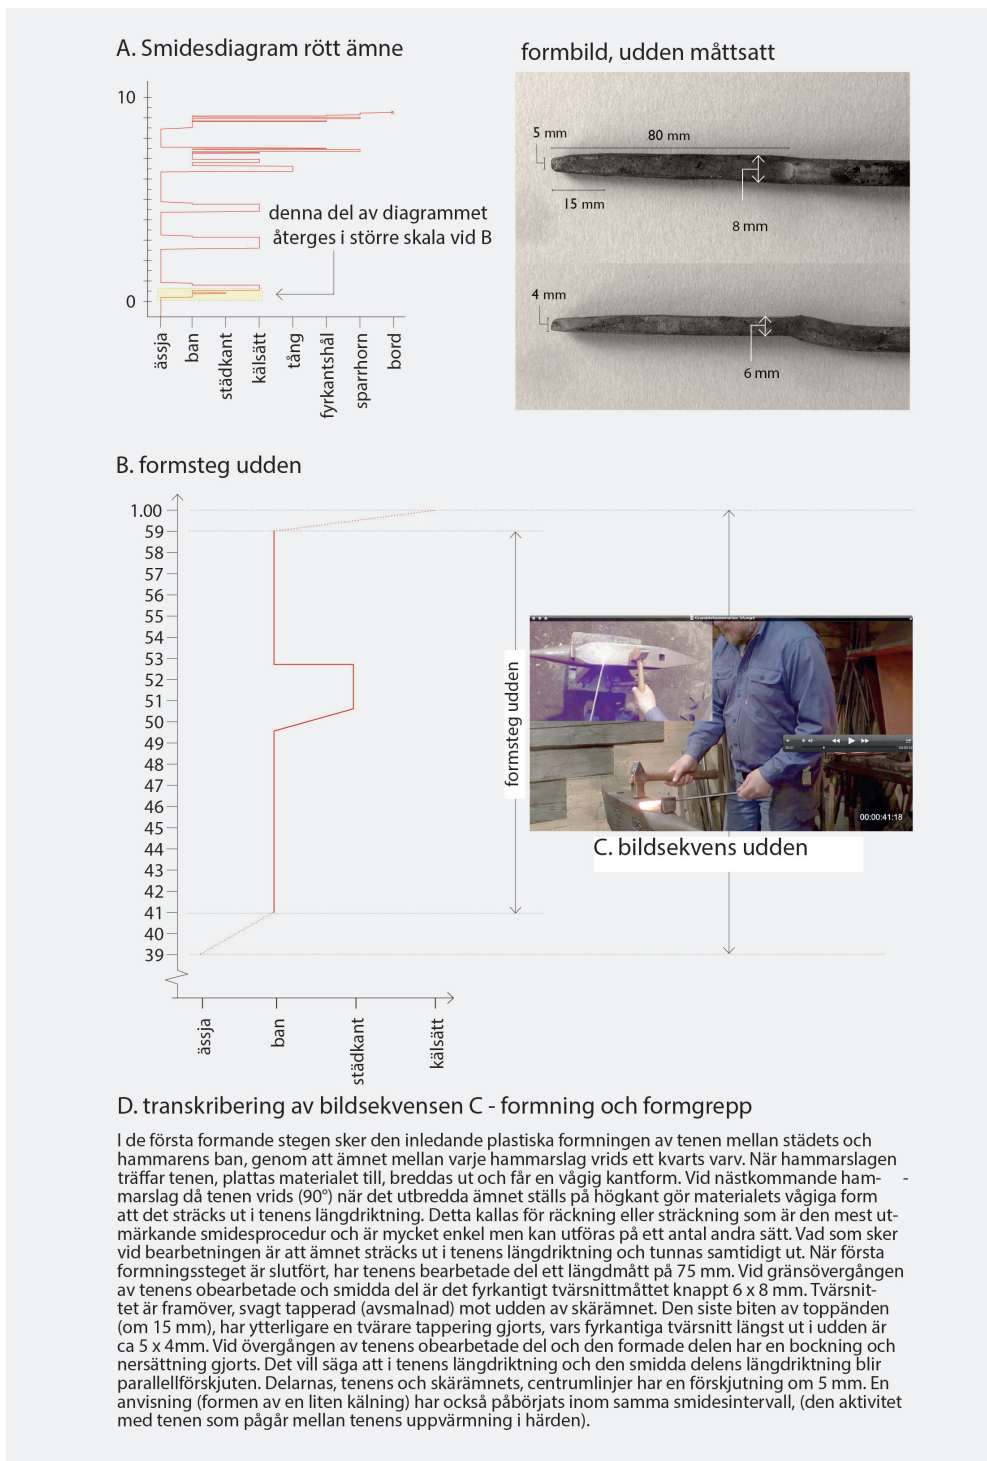 A. Smidesdiagram rött ämne
10
0
denna del av diagrammet
återges i större skala vid B
ässja
ban
städkant
kälsätt
tång
fyrkantshål
sparrhorn
bord
formbild, udden måttsatt
5 mm
80 mm
15 mm
8 mm
4 mm
6 mm
B. formsteg udden
1.00
59
58
57
56
55
54
53
52
51
50
49
48
47
46
45
44
43
42
41
40
39
ässja
ban
städkant
kälsätt
formsteg udden
00:00:41:18
C. bildsekvens udden
D. transkribering av bildsekvensen C - formning och formgrepp
I de första formande stegen sker den inledande plastiska formningen av tenen mellan städets och
hammarens ban, genom att ämnet mellan varje hammarslag vrids ett kvarts varv. När hammarslagen
träffar tenen, plattas materialet till, breddas ut och får en vågig kantform. Vid nästkommande ham- -
marslag då tenen vrids (90°) när det utbredda ämnet ställs på högkant gör materialets vågiga form
att det sträcks ut i tenens längdriktning. Detta kallas för räckning eller sträckning som är den mest ut-
märkande smidesprocedur och är mycket enkel men kan utföras på ett antal andra sätt. Vad som sker
vid bearbetningen är att ämnet sträcks ut i tenens längdriktning och tunnas samtidigt ut. När första
formningssteget är slutfört, har tenens bearbetade del ett längdmått på 75 mm. Vid gränsövergången
av tenens obearbetade och smidda del är det fyrkantigt tvärsnittmåttet knappt 6 x 8 mm. Tvärsnit-
tet är framöver, svagt tapperad (avsmalnad) mot udden av skärämnet. Den siste biten av toppänden
(om 15 mm), har ytterligare en tvärare tappering gjorts, vars fyrkantiga tvärsnitt längst ut i udden är
ca 5 x 4mm. Vid övergången av tenens obearbetade del och den formade delen har en bockning och
nersättning gjorts. Det vill säga att i tenens längdriktning och den smidda delens längdriktning blir
parallellförskjuten. Delarnas, tenens och skärämnets, centrumlinjer har en förskjutning om 5 mm. En
anvisning (formen av en liten kälning) har också påbörjats inom samma smidesintervall, (den aktivitet
med tenen som pågår mellan tenens uppvärmning i härden).